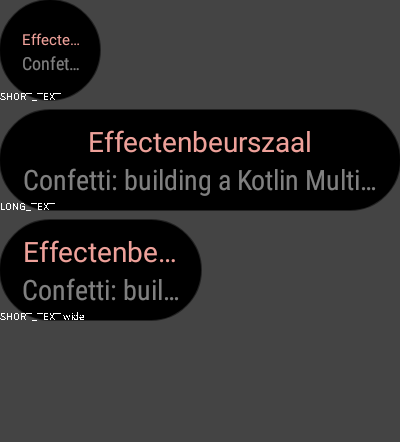 Effecte…
Confet…
SHORT_TEXT
Effectenbeurszaal
Confetti: building a Kotlin Multi…
LONG_TEXT
Effectenbe…
Confetti: buil…
SHORT_TEXT wide